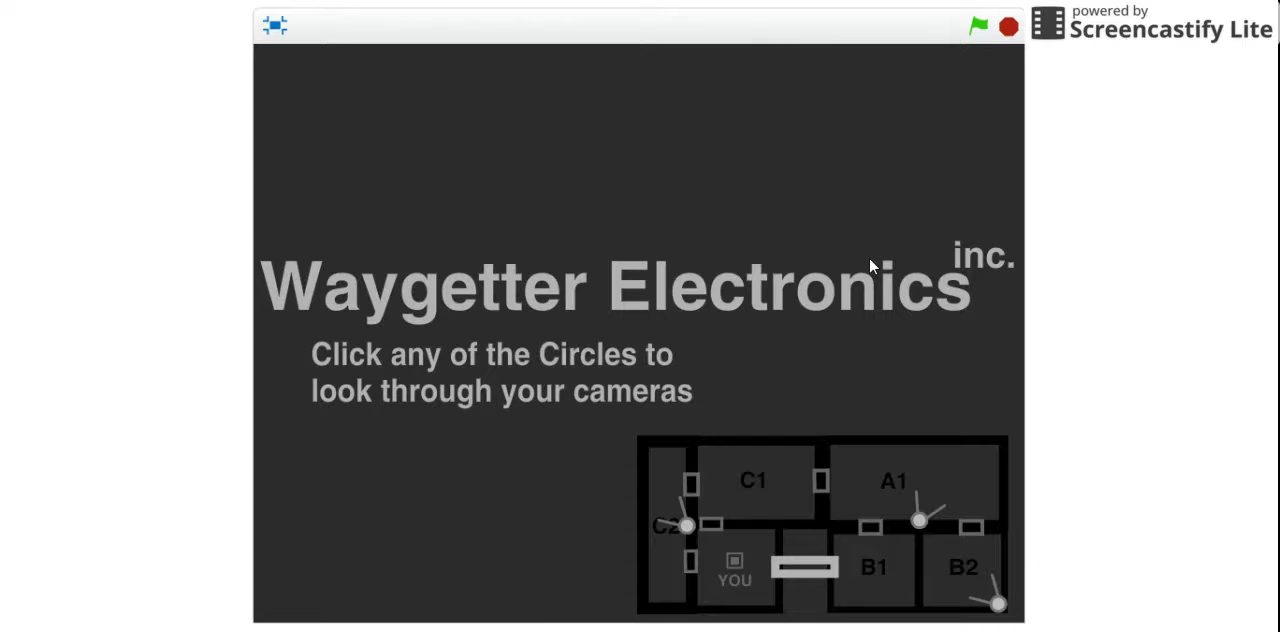 powered by
Screencastify Lite
Waygetter Electronics inc.
Click any of the Circles to
look through your cameras
C1
A1
C2
YOU
B1
B2